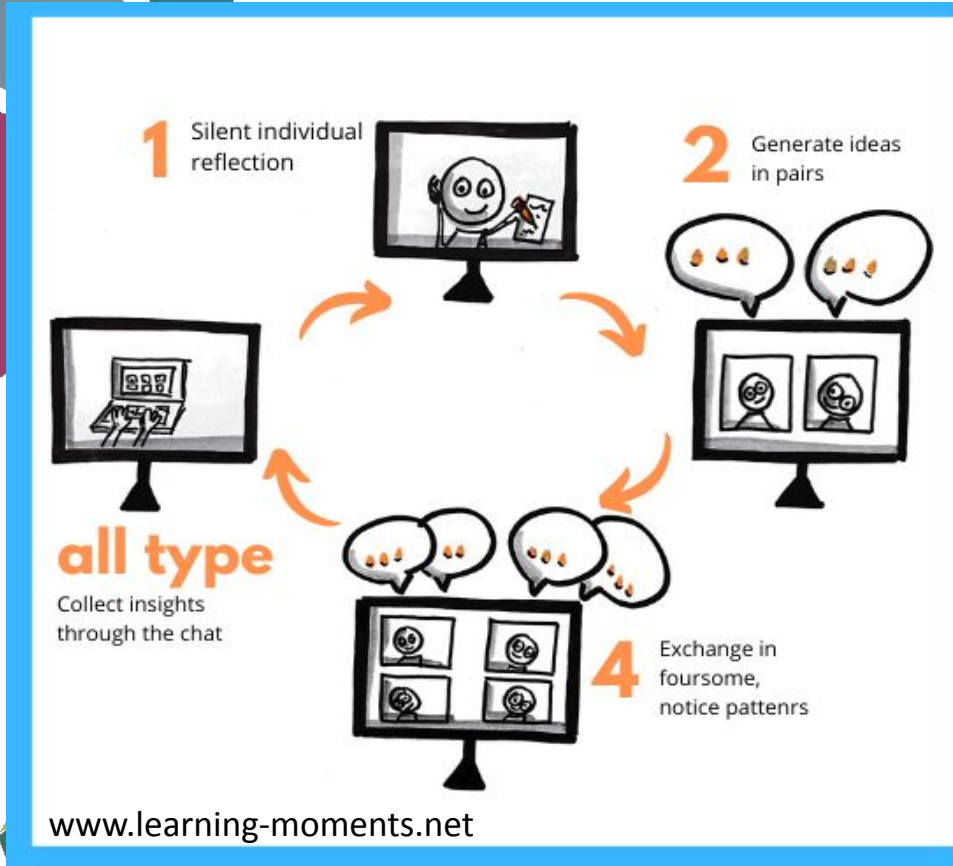 1
Silent individual
reflection
2
Generate ideas
in pairs
4
Exchange in
foursome,
notice pattenrs
all type
Collect insights
through the chat
www.learning-moments.net